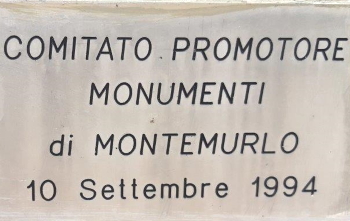 COMITATO PROMOTORE
MONUMENTI
di MONTEMURLO
10 Settembre 1994